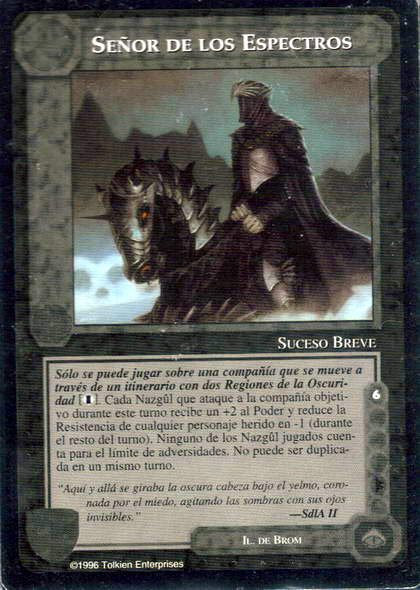 Señor de los Espectros
Suceso Breve
Sólo se puede jugar sobre una compañía que se mueve a
través de un itinerario con dos Regiones de la Oscuri-
dad [ ]. Cada Nazgûl que ataque a la compañía objeti-
vo durante este turno recibe un +2 al Poder y reduce la
Resistencia de cualquier personaje herido en -1 (durante
el resto del turno). Ninguno de los Nazgûl jugados cuen-
ta para el límite de adversidades. No puede ser duplica-
da en un mismo turno.
6
“Aquí y allá se giraba la oscura cabeza bajo el yelmo, coro-
nada por el miedo, agitando las sombras con sus ojos
invisibles.” —SdlA II
Il. de Brom
©1996 Tolkien Enterprises